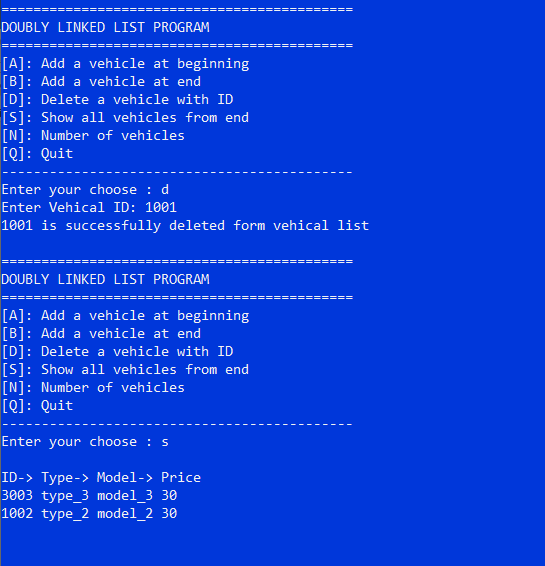 ============================================
DOUBLY LINKED LIST PROGRAM
============================================
[A]: Add a vehicle at beginning
[B]: Add a vehicle at end
[D]: Delete a vehicle with ID
[S]: Show all vehicles from end
[N]: Number of vehicles
[Q]: Quit
--------------------------------------------
Enter your choose : d
Enter Vehical ID: 1001
1001 is successfully deleted form vehical list
============================================
DOUBLY LINKED LIST PROGRAM
============================================
[A]: Add a vehicle at beginning
[B]: Add a vehicle at end
[D]: Delete a vehicle with ID
[S]: Show all vehicles from end
[N]: Number of vehicles
[Q]: Quit
--------------------------------------------
Enter your choose : s
ID-> Type-> Model-> Price
3003 type_3 model_3 30
1002 type_2 model_2 30